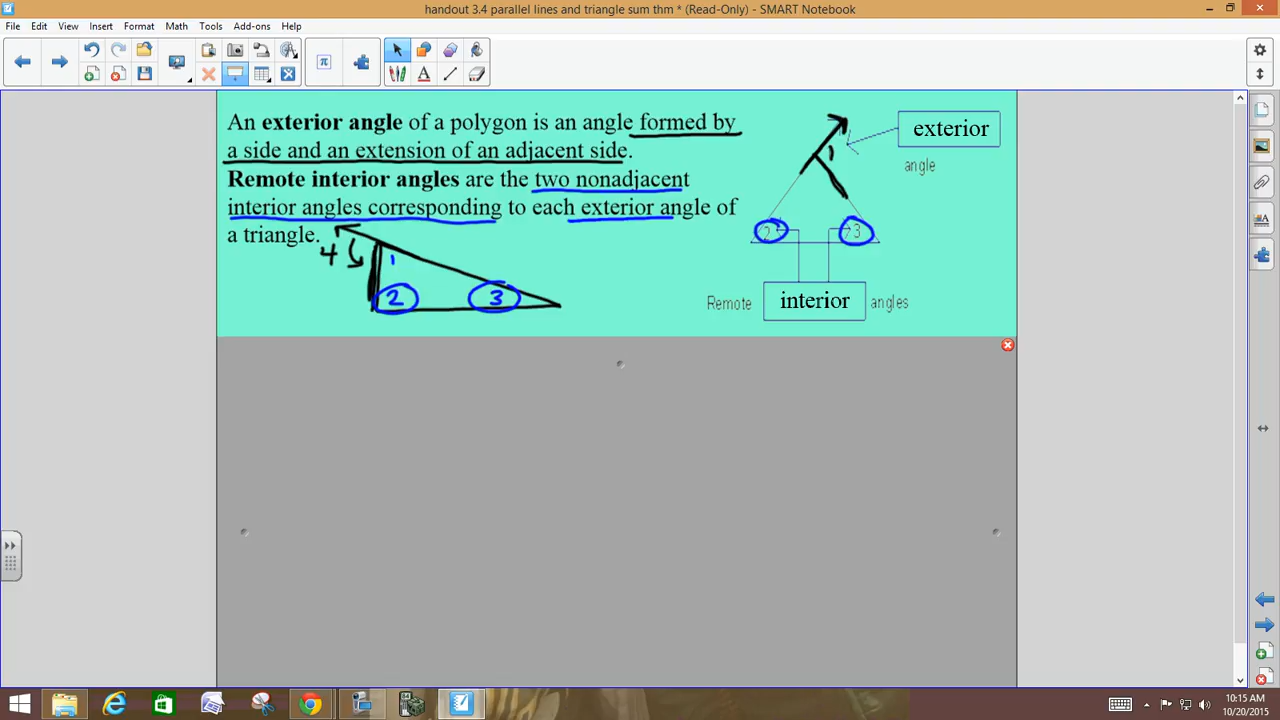 handout 3.4 parallel lines and triangle sum thm * (Read-Only) - SMART Notebook
File Edit View Insert Format Math Tools Add-ons Help
An exterior angle of a polygon is an angle formed by
a side and an extension of an adjacent side.
Remote interior angles are the two nonadjacent
interior angles corresponding to each exterior angle of
a triangle.
4
1
2 3
1
exterior
angle
2 3
Remote interior angles
10:15 AM
10/20/2015